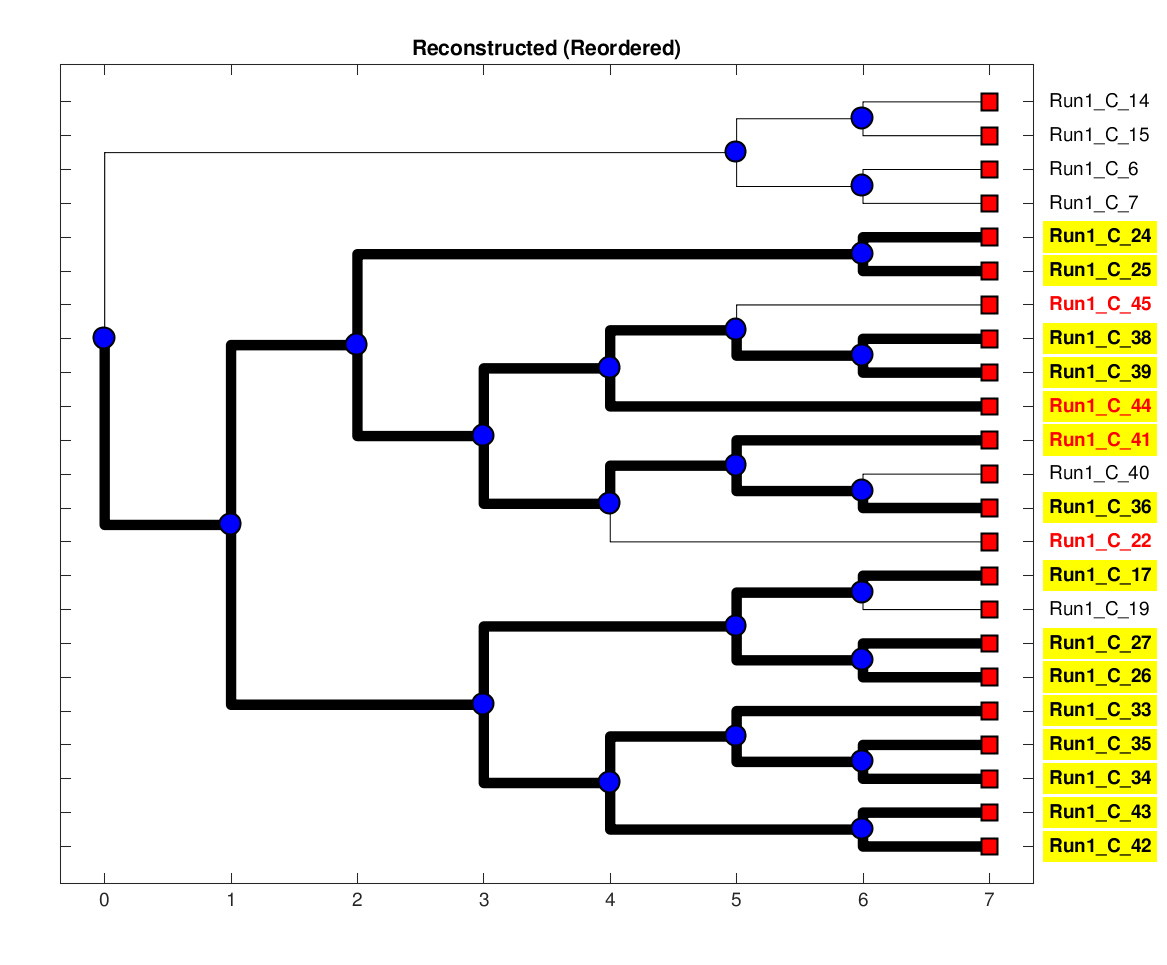 Reconstructed (Reordered)
Run1_C_14
Run1_C_15
Run1_C_6
Run1_C_7
Run1_C_24
Run1_C_25
Run1_C_45
Run1_C_38
Run1_C_39
Run1_C_44
Run1_C_41
Run1_C_40
Run1_C_36
Run1_C_22
Run1_C_17
Run1_C_19
Run1_C_27
Run1_C_26
Run1_C_33
Run1_C_35
Run1_C_34
Run1_C_43
Run1_C_42
0 1 2 3 4 5 6 7